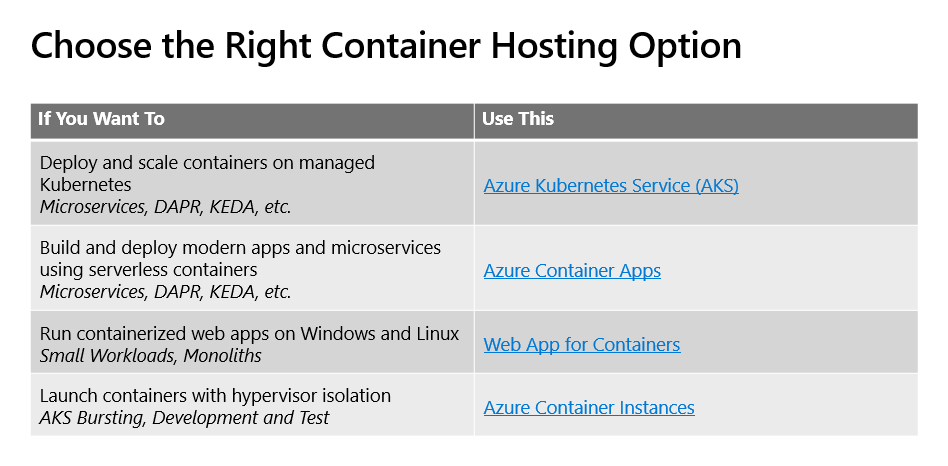 Choose the Right Container Hosting Option
If You Want To
Use This
Deploy and scale containers on managed
Kubernetes
Microservices, DAPR, KEDA, etc.
Azure Kubernetes Service (AKS)
Build and deploy modern apps and microservices
using serverless containers
Microservices, DAPR, KEDA, etc.
Azure Container Apps
Run containerized web apps on Windows and Linux
Small Workloads, Monoliths
Web App for Containers
Launch containers with hypervisor isolation
AKS Bursting, Development and Test
Azure Container Instances